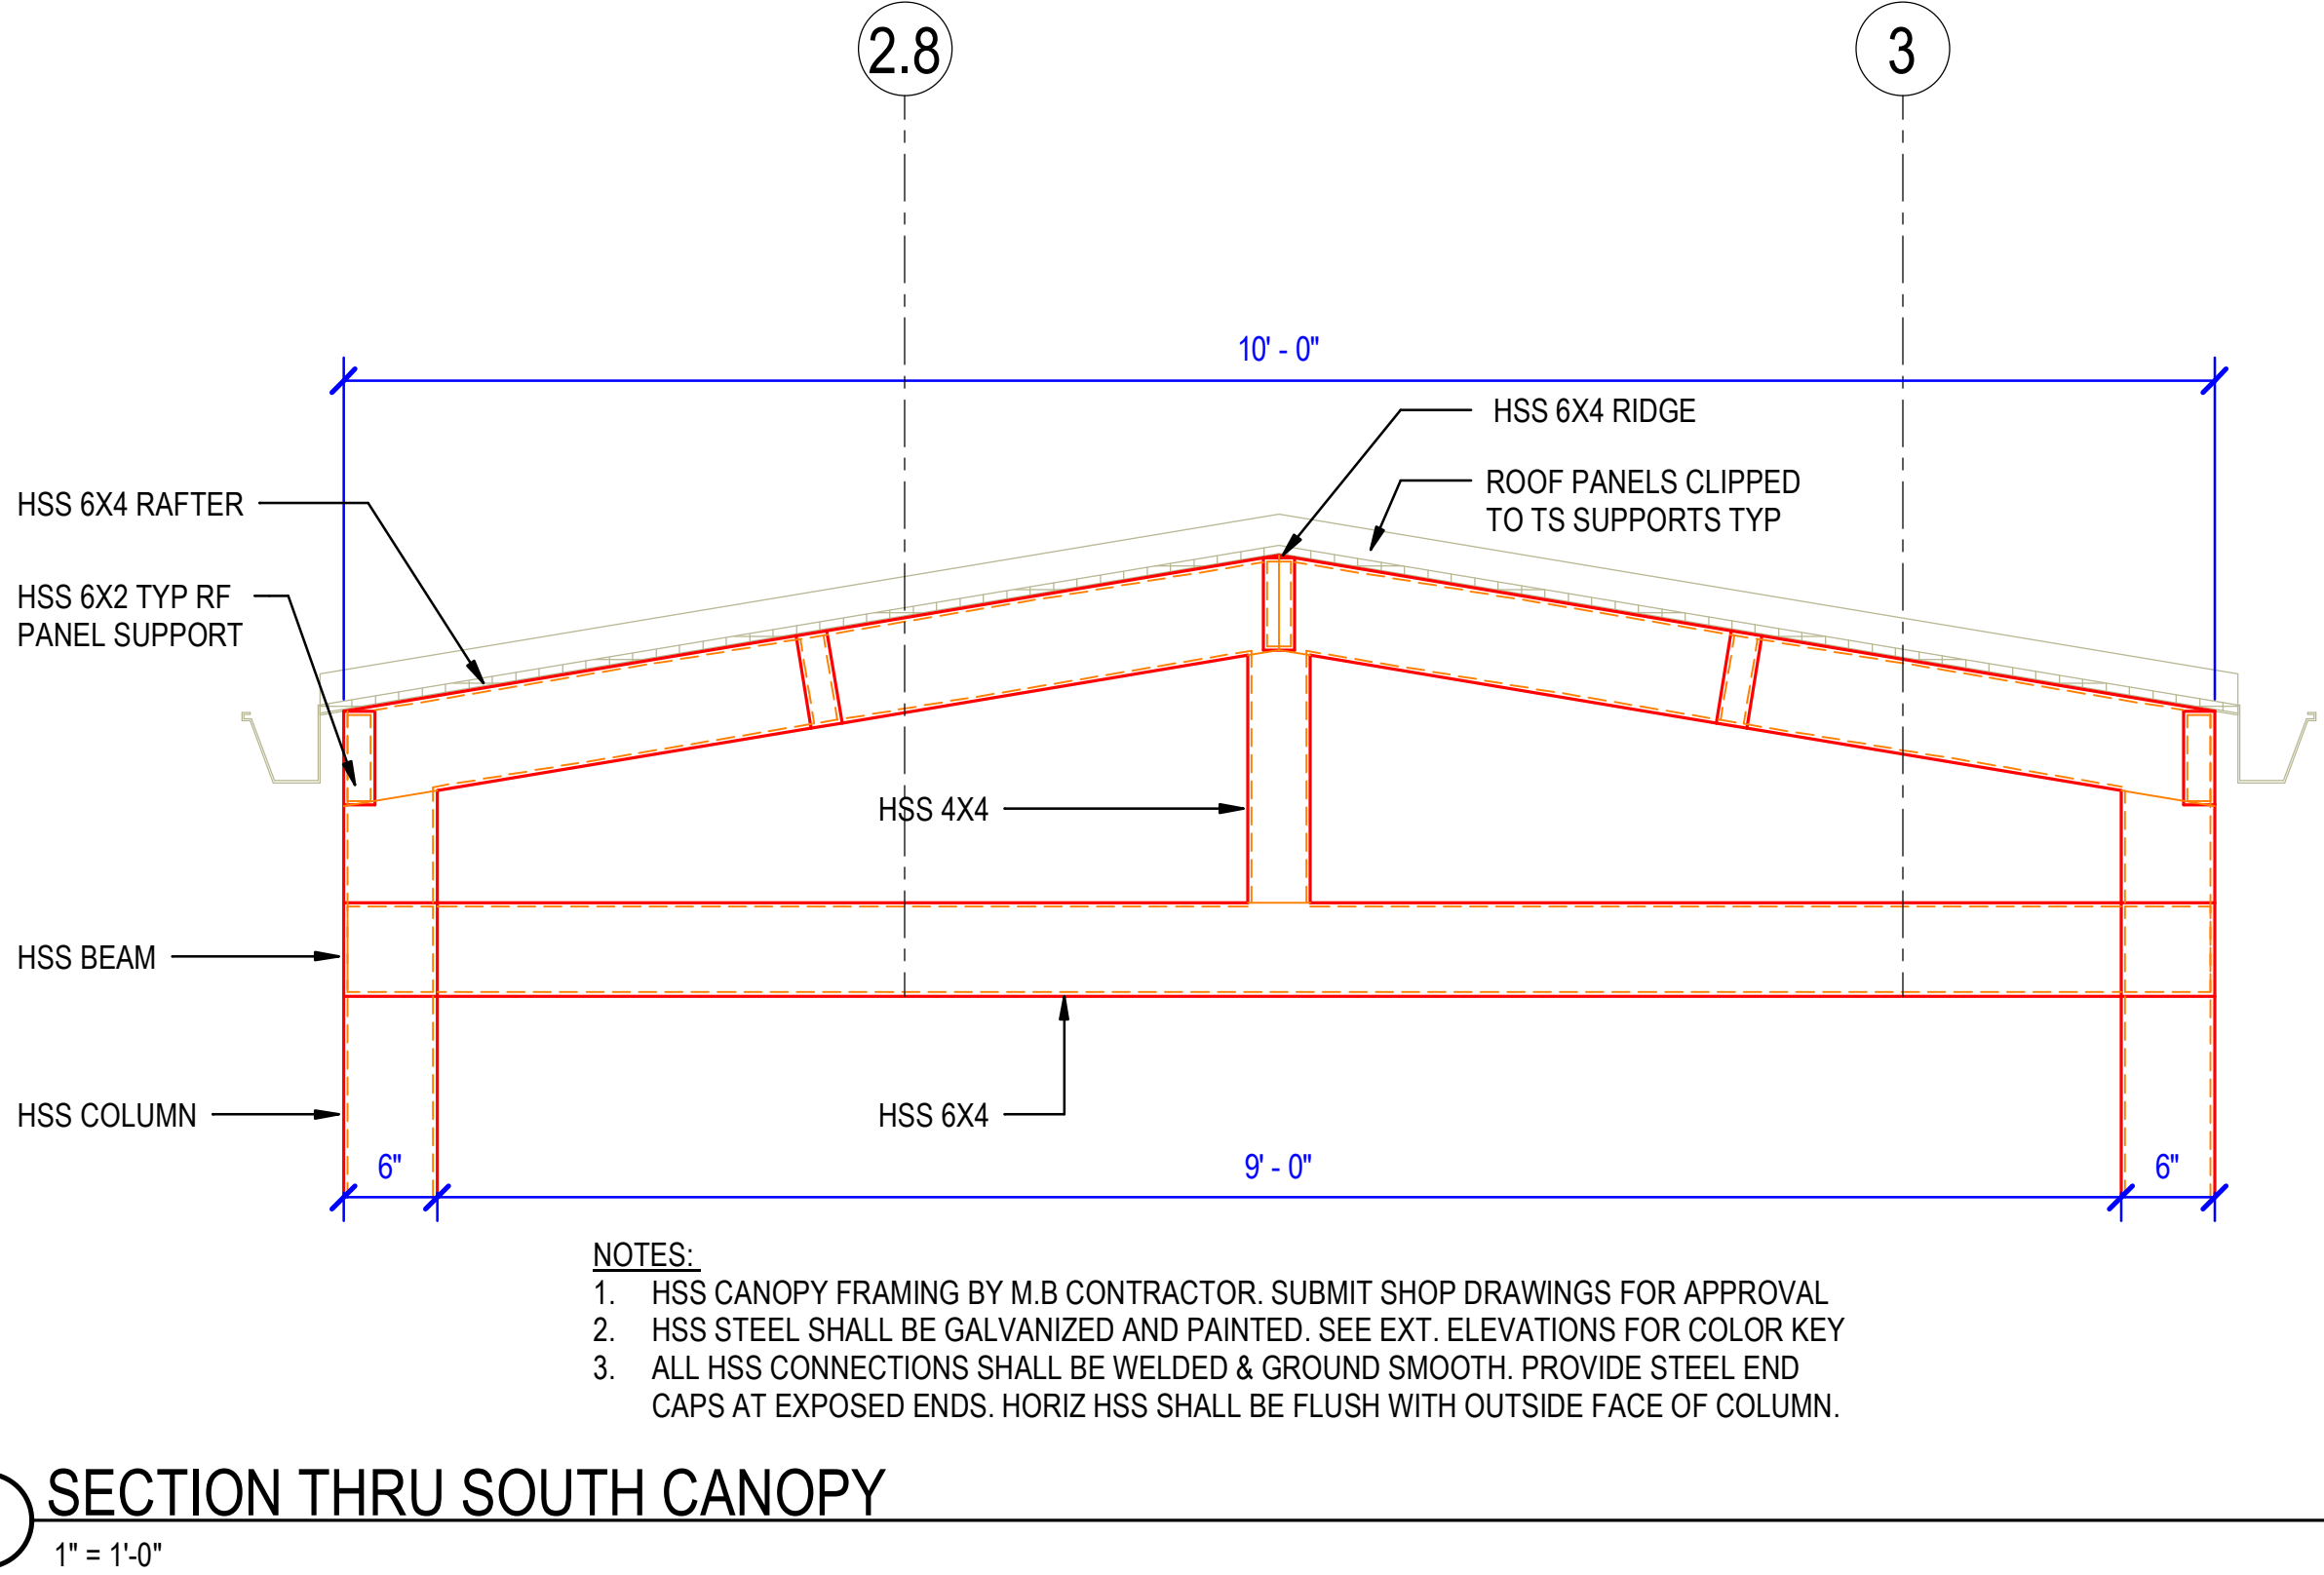 2.8
3
10' - 0"
HSS 6X4 RIDGE
ROOF PANELS CLIPPED
TO TS SUPPORTS TYP
HSS 6X4 RAFTER
HSS 6X2 TYP RF
PANEL SUPPORT
HSS 4X4
HSS BEAM
HSS COLUMN
HSS 6X4
6"
9' - 0"
6"
NOTES:
1. HSS CANOPY FRAMING BY M.B CONTRACTOR. SUBMIT SHOP DRAWINGS FOR APPROVAL
2. HSS STEEL SHALL BE GALVANIZED AND PAINTED. SEE EXT. ELEVATIONS FOR COLOR KEY
3. ALL HSS CONNECTIONS SHALL BE WELDED & GROUND SMOOTH. PROVIDE STEEL END
CAPS AT EXPOSED ENDS. HORIZ HSS SHALL BE FLUSH WITH OUTSIDE FACE OF COLUMN.
SECTION THRU SOUTH CANOPY
1" = 1'-0"